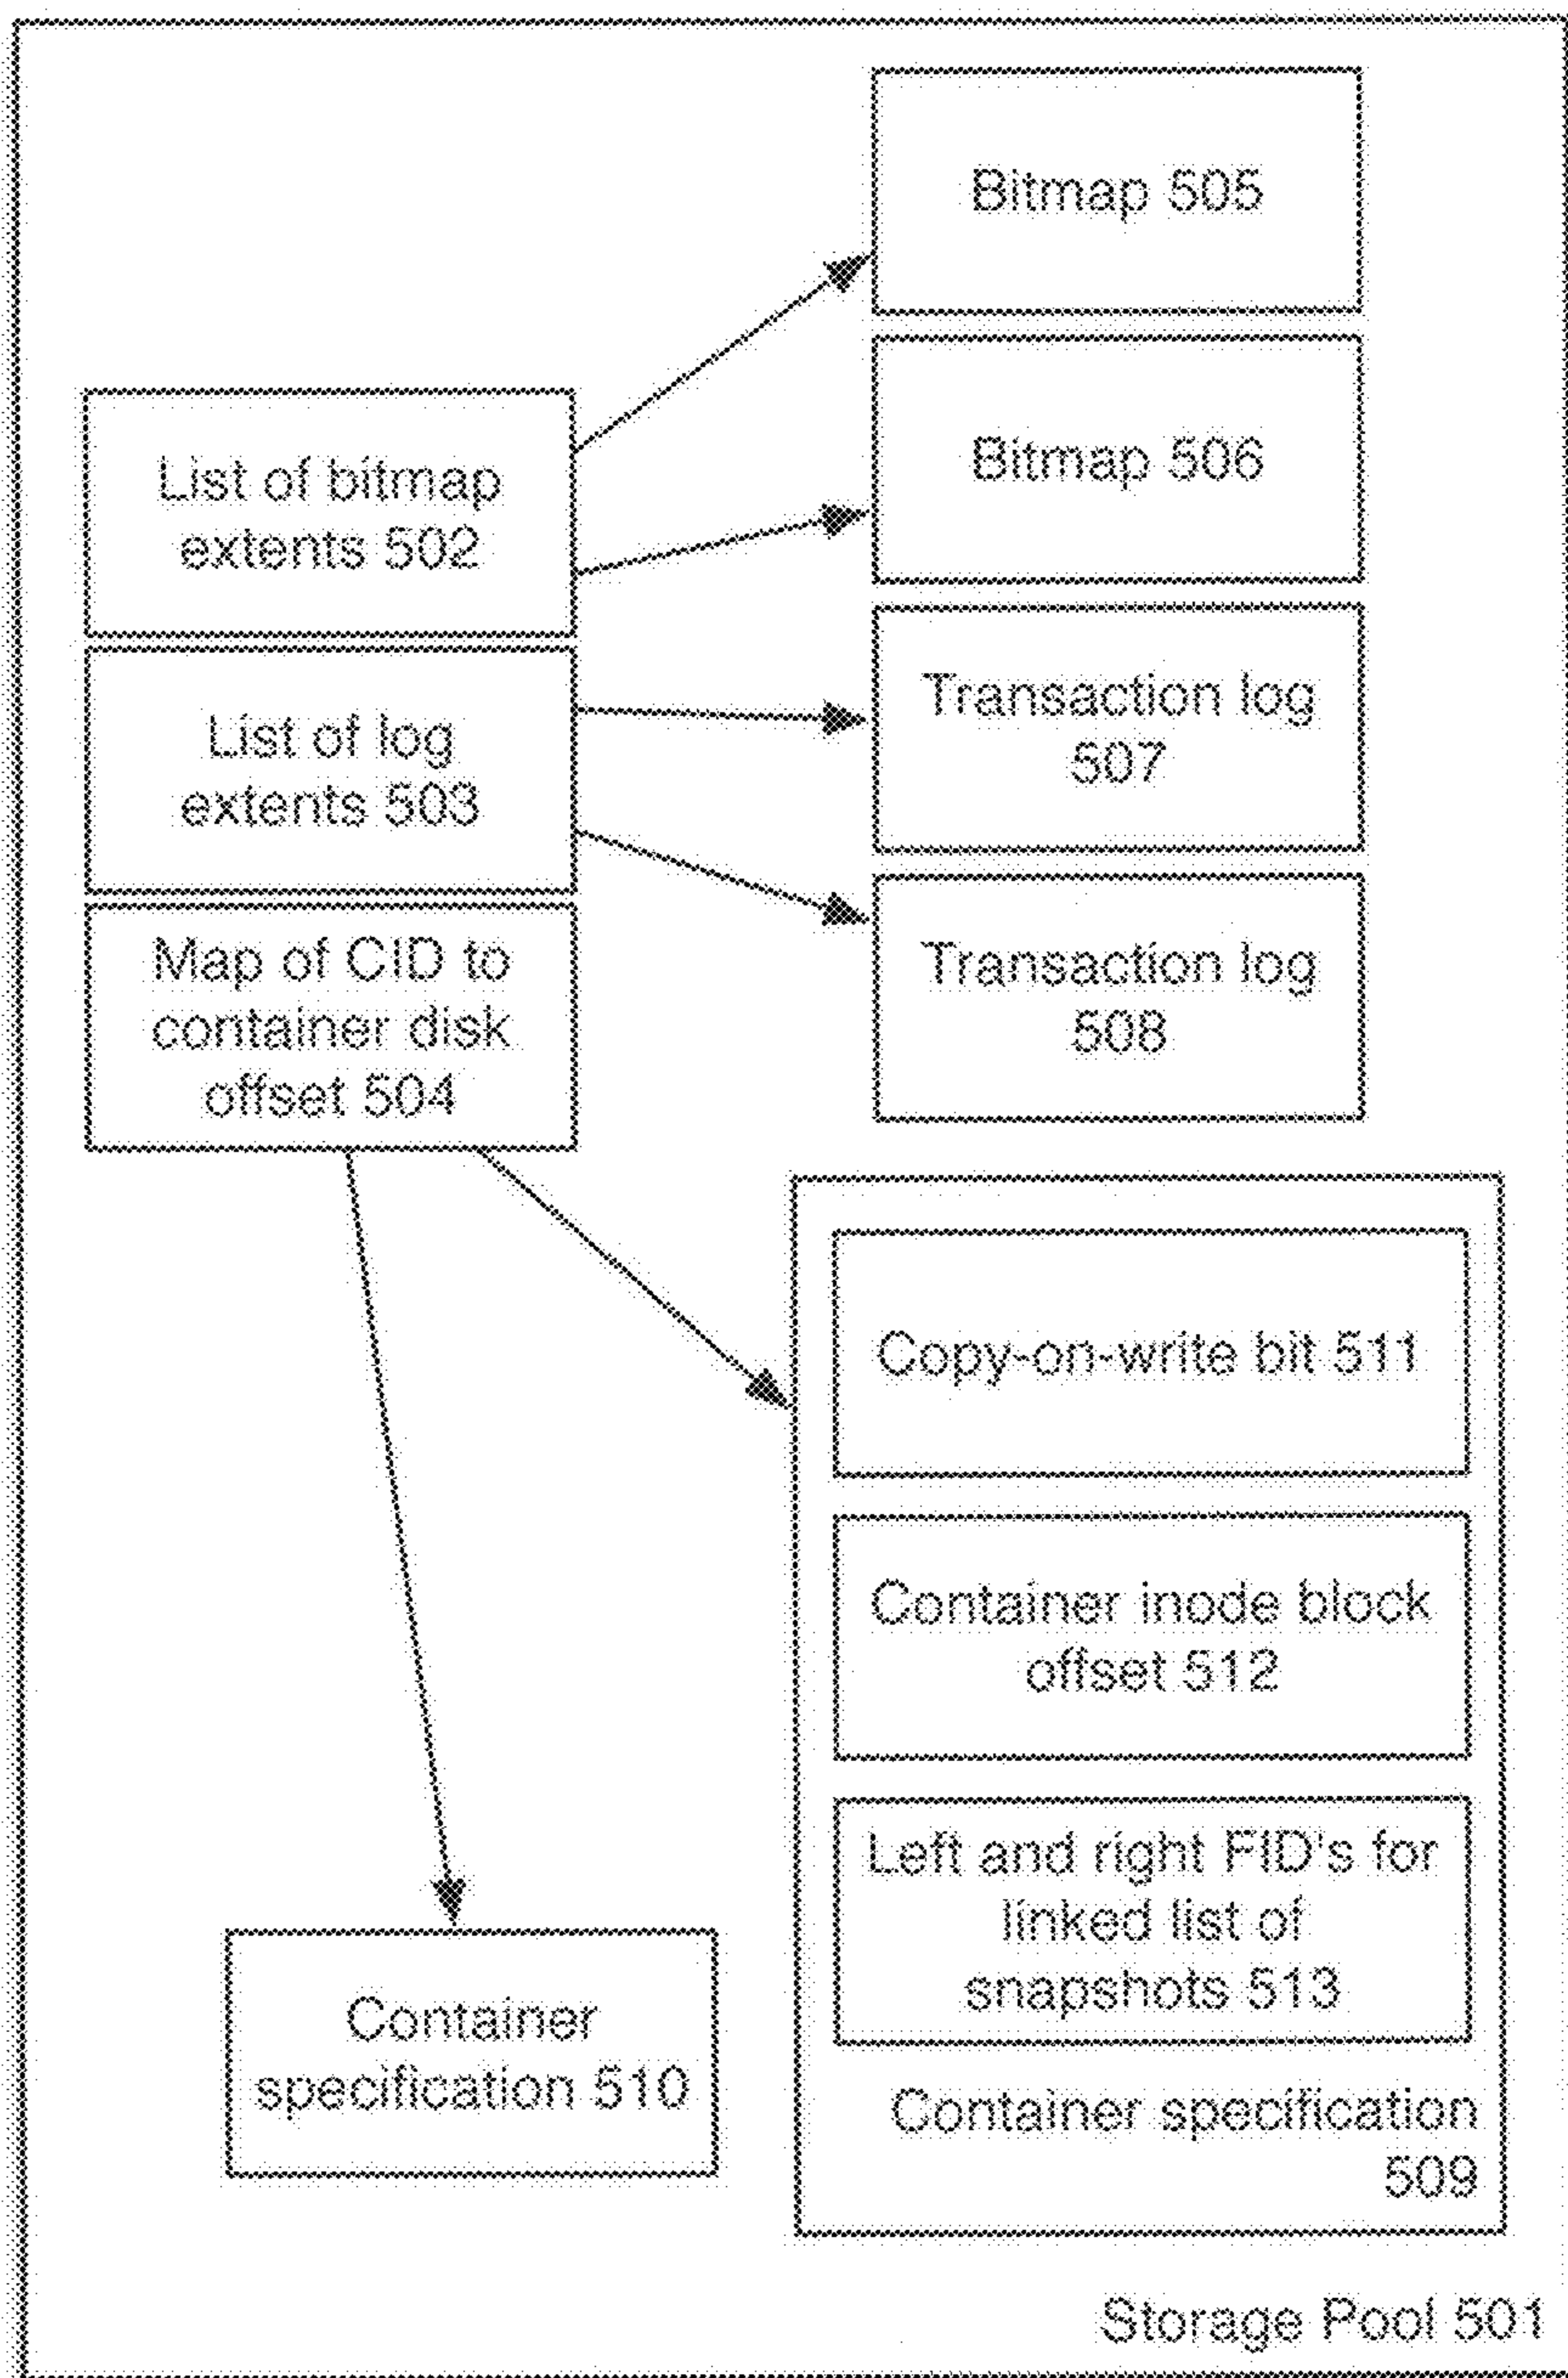 Bitmap 505
Bitmap 506
List of bitmap
extents 502
List of log
extents 503
Map of CID to
container disk
offset 504
Transaction log
507
Transaction log
508
Copy-on-write bit 511
Container inode block
offset 512
Left and right FID's for
linked list of
snapshots 513
Container specification
509
Container
specification 510
Storage Pool 501